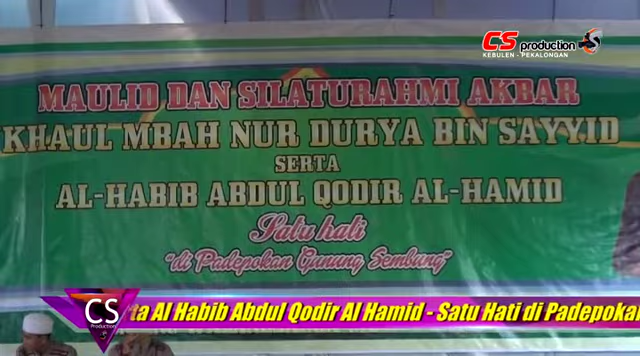 CS production
KEBULEN - PEKALONGAN
MAULID DAN SILATURAHMI AKBAR
KHAUL MBAH NUR DURYA BIN SAYYID
SERTA
AL-HABIB ABDUL QODIR AL-HAMID
Satu hati
"di Padepokan Gunung Sembung"
CS
Production
ta Al Habib Abdul Qodir Al Hamid - Satu Hati di Padepokan